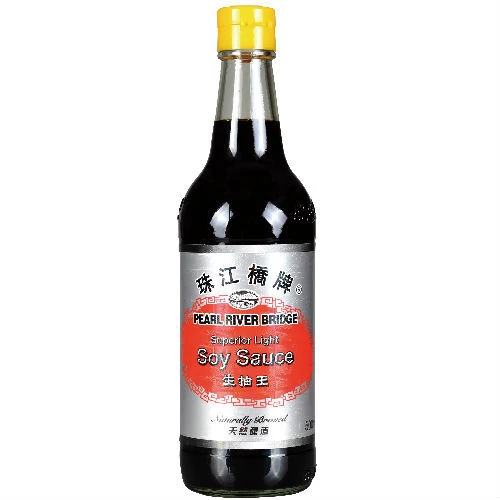 珠江橋牌®
PEARL RIVER BRIDGE
Superior Light
Soy Sauce
生抽王
Naturally Brewed
天然釀造